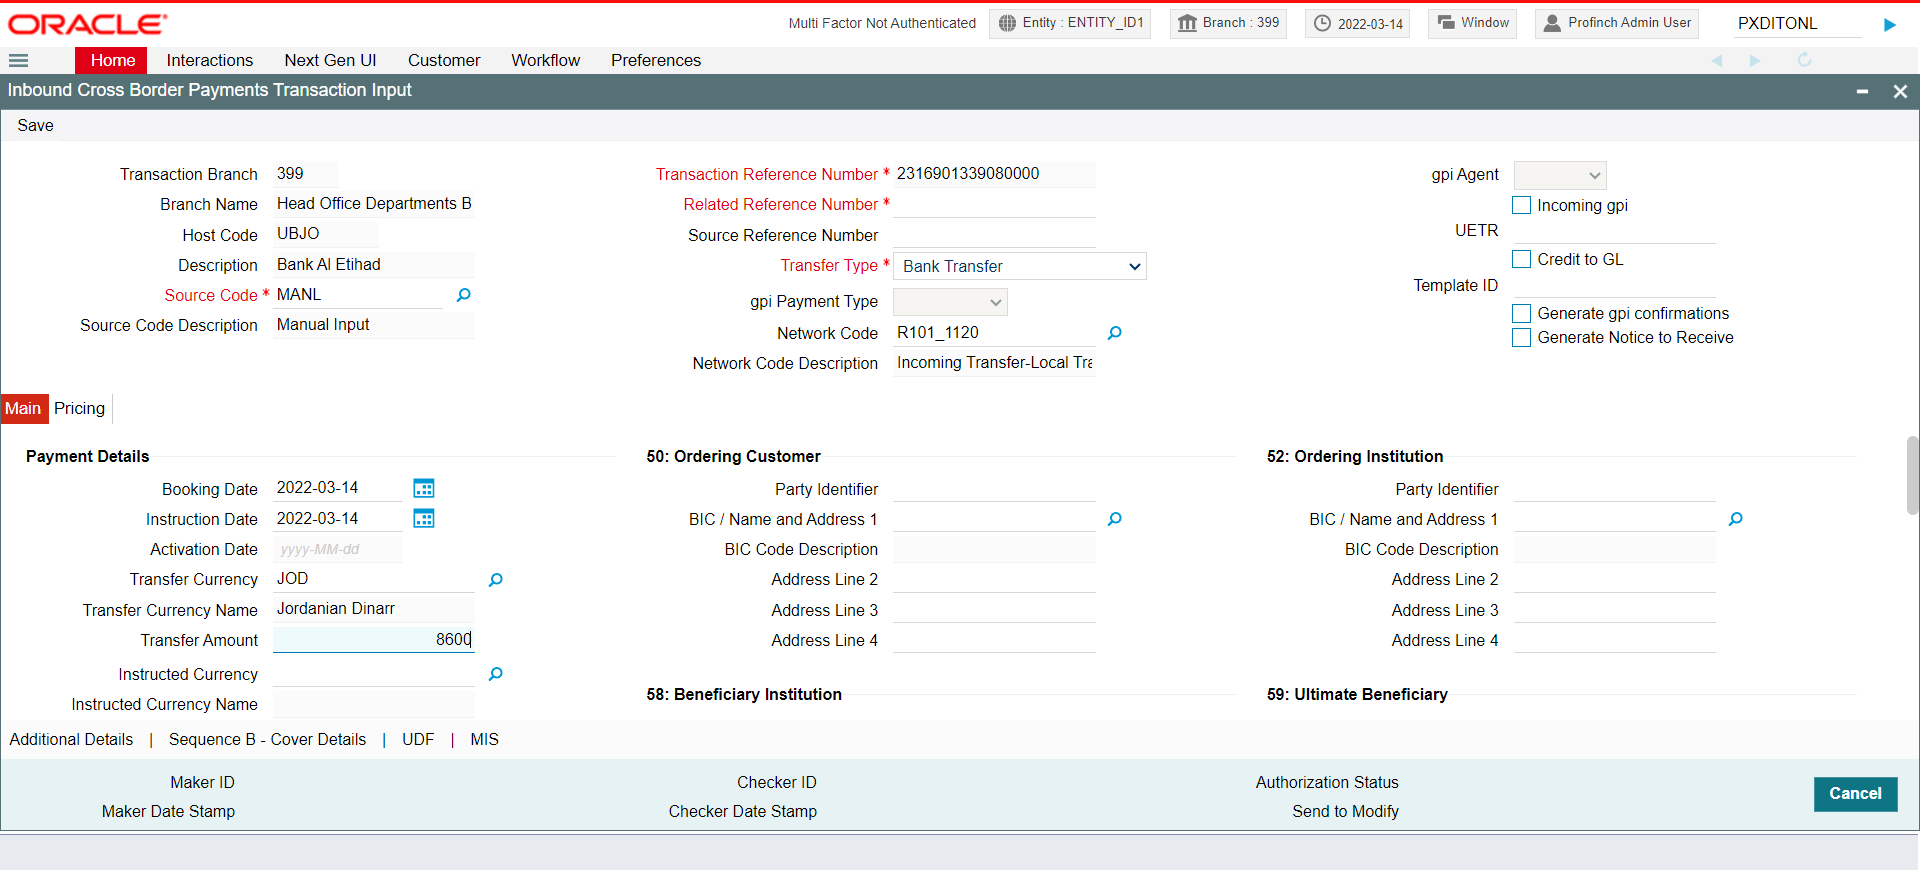 ORACLE
Multi Factor Not Authenticated
Entity : ENTITY_ID1
Branch : 399
2022-03-14
Window
Profinch Admin User
PXDITONL
Home
Interactions
Next Gen UI
Customer
Workflow
Preferences
Inbound Cross Border Payments Transaction Input
Save
Transaction Branch 399
Branch Name Head Office Departments B
Host Code UBJO
Description Bank Al Etihad
Source Code * MANL
Source Code Description Manual Input
Transaction Reference Number * 2316901339080000
Related Reference Number *
Source Reference Number
Transfer Type * Bank Transfer
gpi Payment Type
Network Code R101_1120
Network Code Description Incoming Transfer-Local Tra
gpi Agent
Incoming gpi
UETR
Credit to GL
Template ID
Generate gpi confirmations
Generate Notice to Receive
Main Pricing
Payment Details
Booking Date 2022-03-14
Instruction Date 2022-03-14
Activation Date yyyy-MM-dd
Transfer Currency JOD
Transfer Currency Name Jordanian Dinarr
Transfer Amount 8600
Instructed Currency
Instructed Currency Name
50: Ordering Customer
Party Identifier
BIC / Name and Address 1
BIC Code Description
Address Line 2
Address Line 3
Address Line 4
58: Beneficiary Institution
52: Ordering Institution
Party Identifier
BIC / Name and Address 1
BIC Code Description
Address Line 2
Address Line 3
Address Line 4
59: Ultimate Beneficiary
Additional Details | Sequence B - Cover Details | UDF | MIS
Maker ID
Maker Date Stamp
Checker ID
Checker Date Stamp
Authorization Status
Send to Modify
Cancel